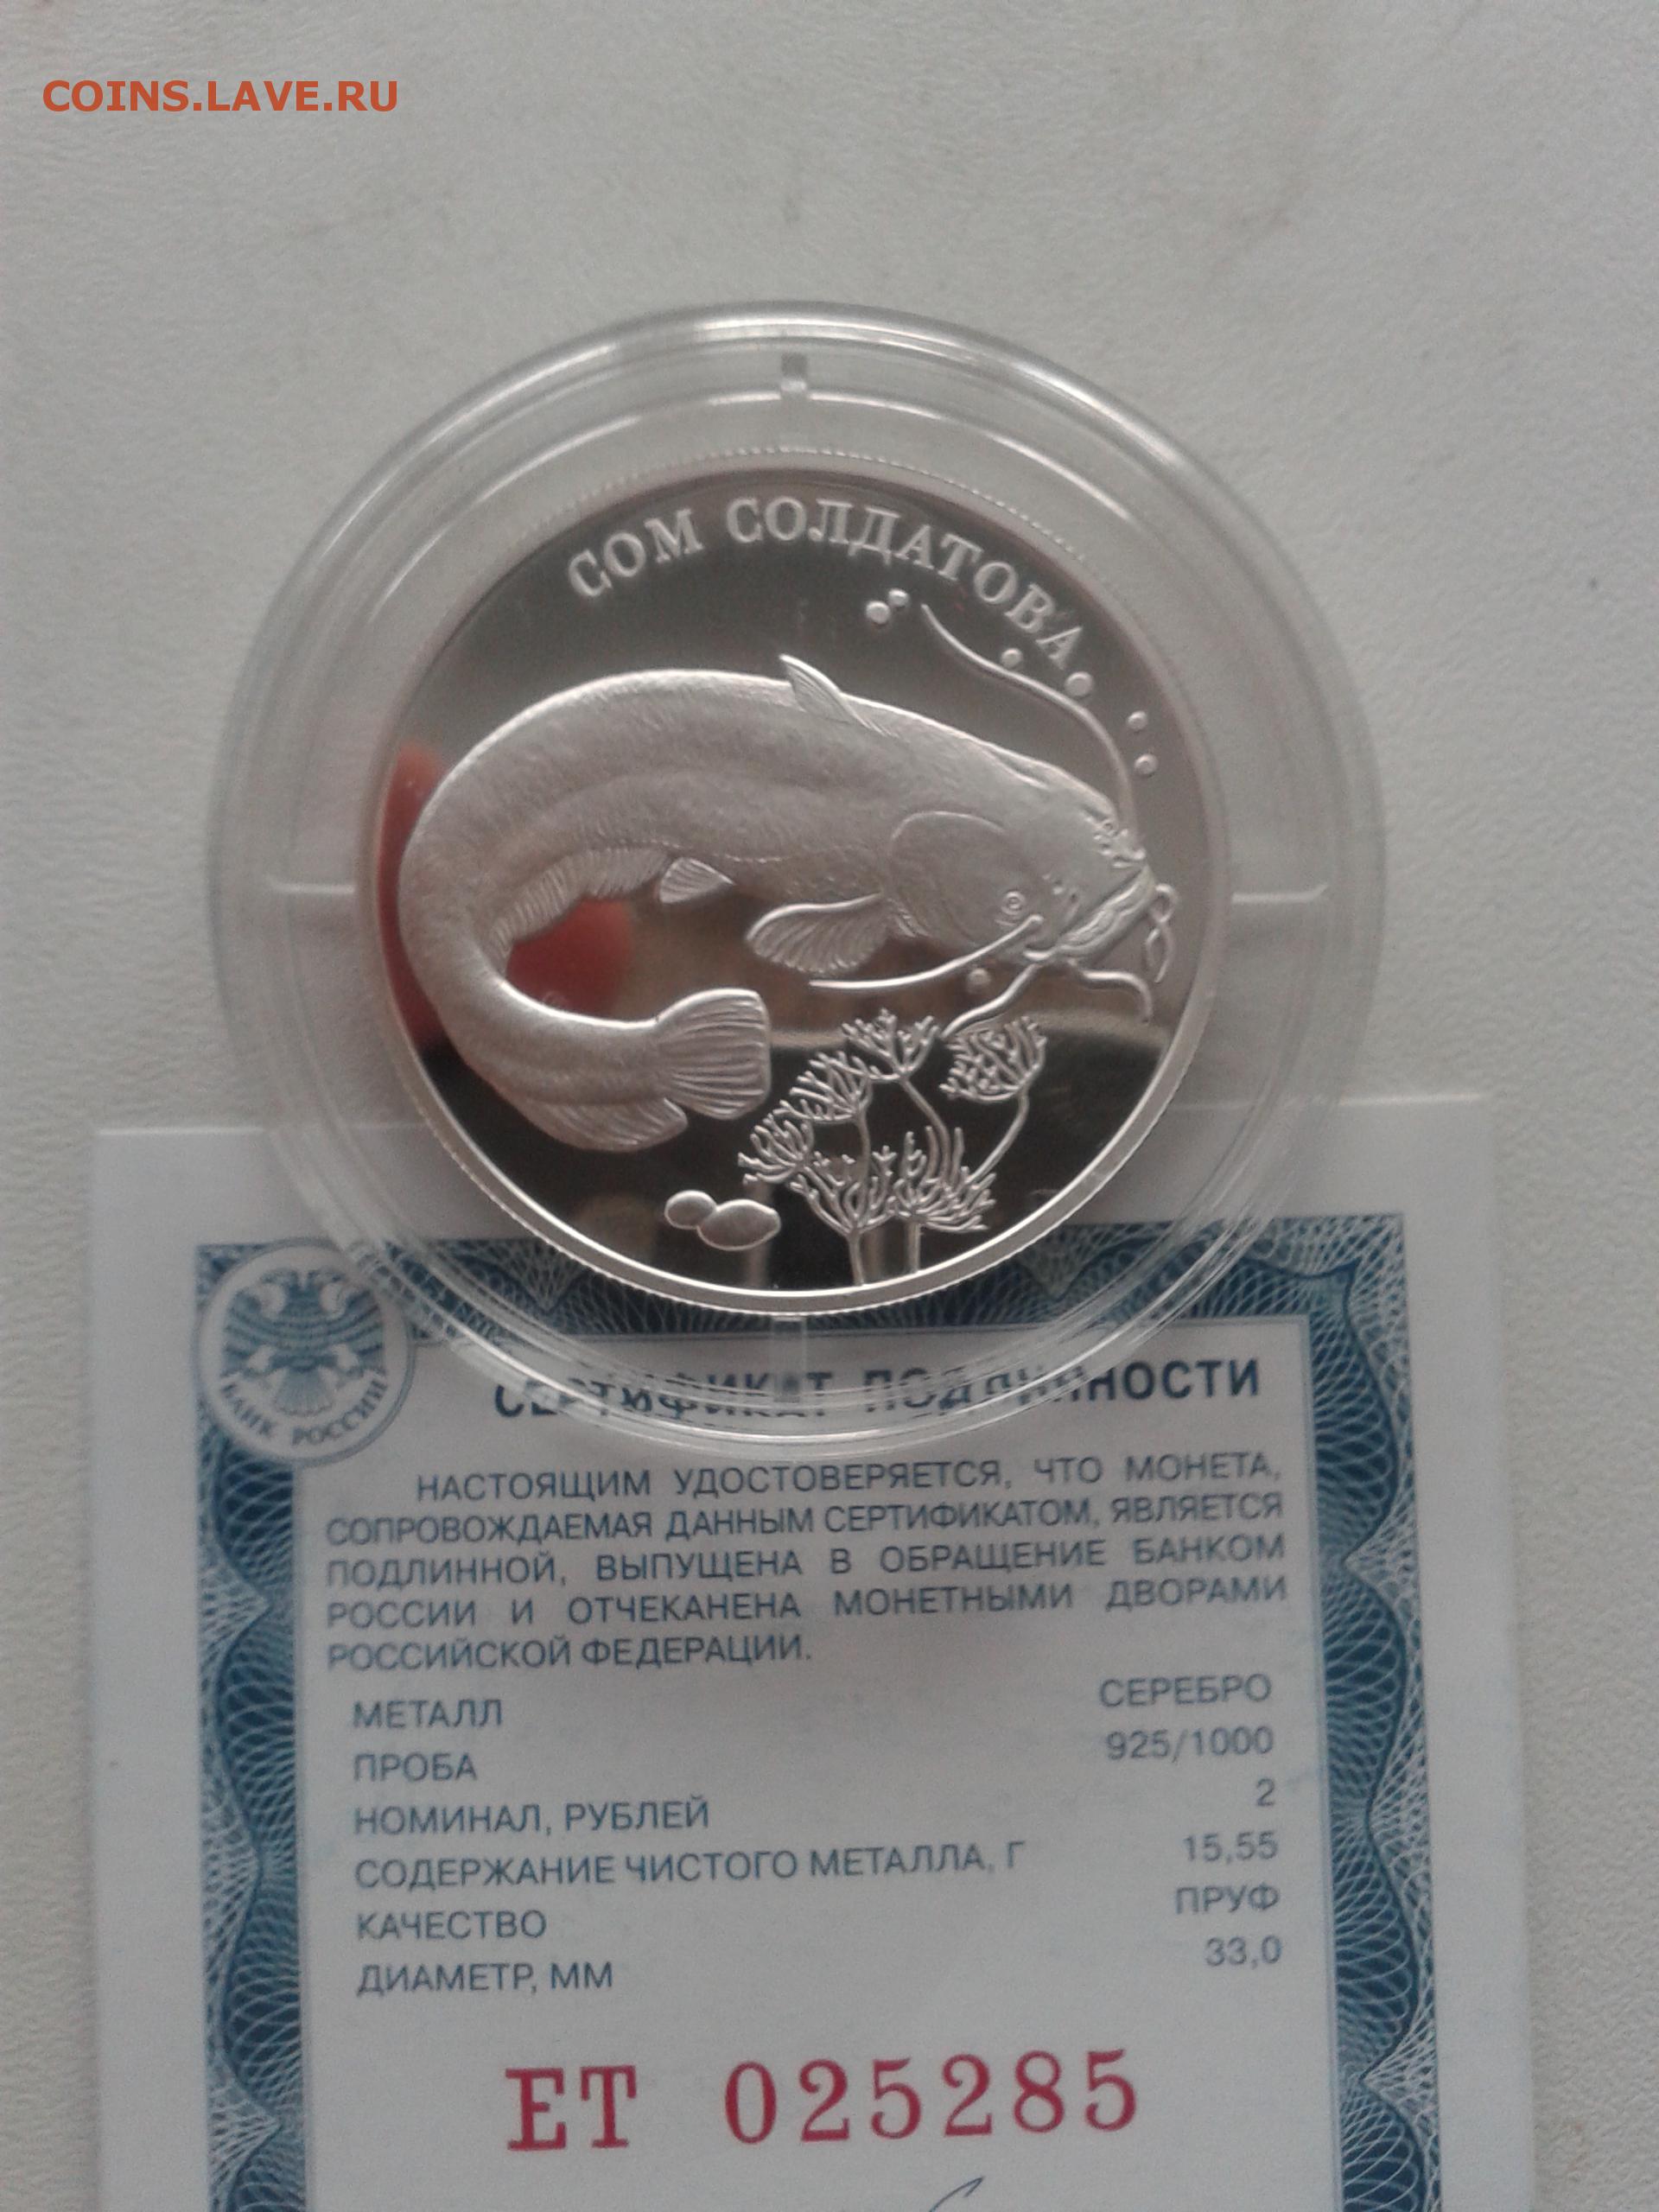 COINS.LAVE.RU
СОМ СОЛДАТОВА
БАНК РОССИИ
СЕРТИФИКАТ ПОДЛИННОСТИ
НАСТОЯЩИМ УДОСТОВЕРЯЕТСЯ, ЧТО МОНЕТА,
СОПРОВОЖДАЕМАЯ ДАННЫМ СЕРТИФИКАТОМ, ЯВЛЯЕТСЯ
ПОДЛИННОЙ, ВЫПУЩЕНА В ОБРАЩЕНИЕ БАНКОМ
РОССИИ И ОТЧЕКАНЕНА МОНЕТНЫМИ ДВОРАМИ
РОССИЙСКОЙ ФЕДЕРАЦИИ.
МЕТАЛЛ СЕРЕБРО
ПРОБА 925/1000
НОМИНАЛ, РУБЛЕЙ 2
СОДЕРЖАНИЕ ЧИСТОГО МЕТАЛЛА, Г 15,55
КАЧЕСТВО ПРУФ
ДИАМЕТР, ММ 33,0
ЕТ 025285